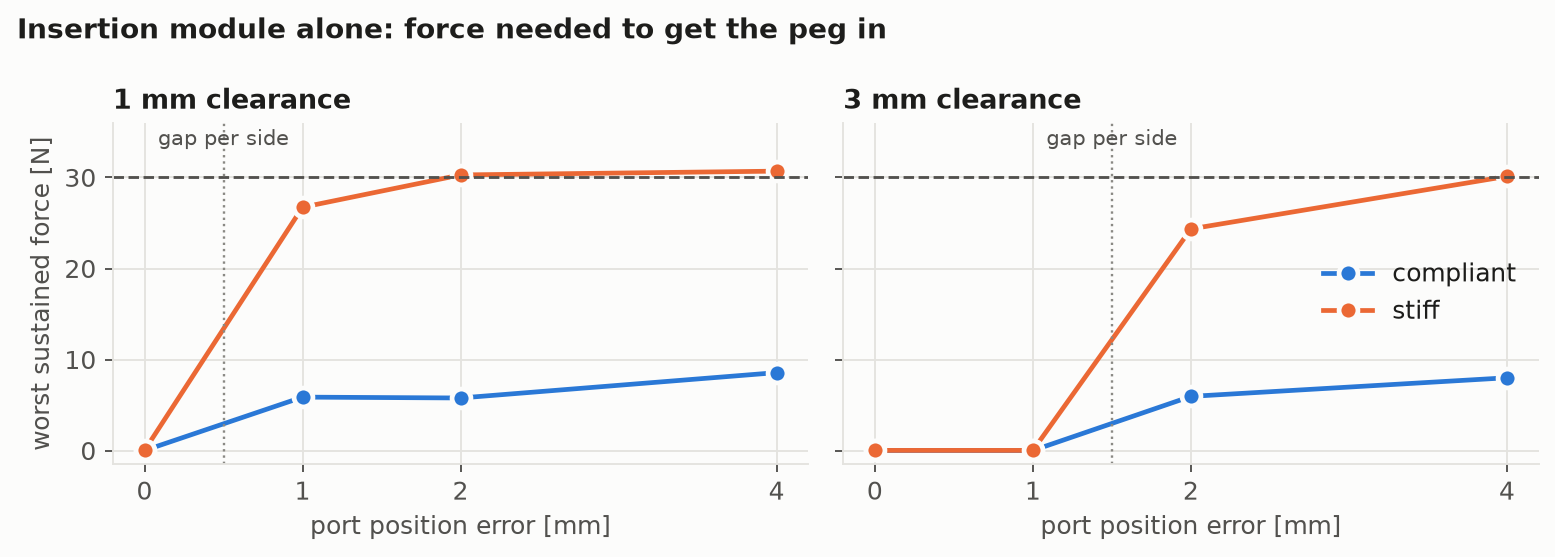 Insertion module alone: force needed to get the peg in
1 mm clearance
gap per side
worst sustained force [N]
30
20
10
0
0 1 2 4
port position error [mm]
3 mm clearance
gap per side
compliant
stiff
0 1 2 4
port position error [mm]